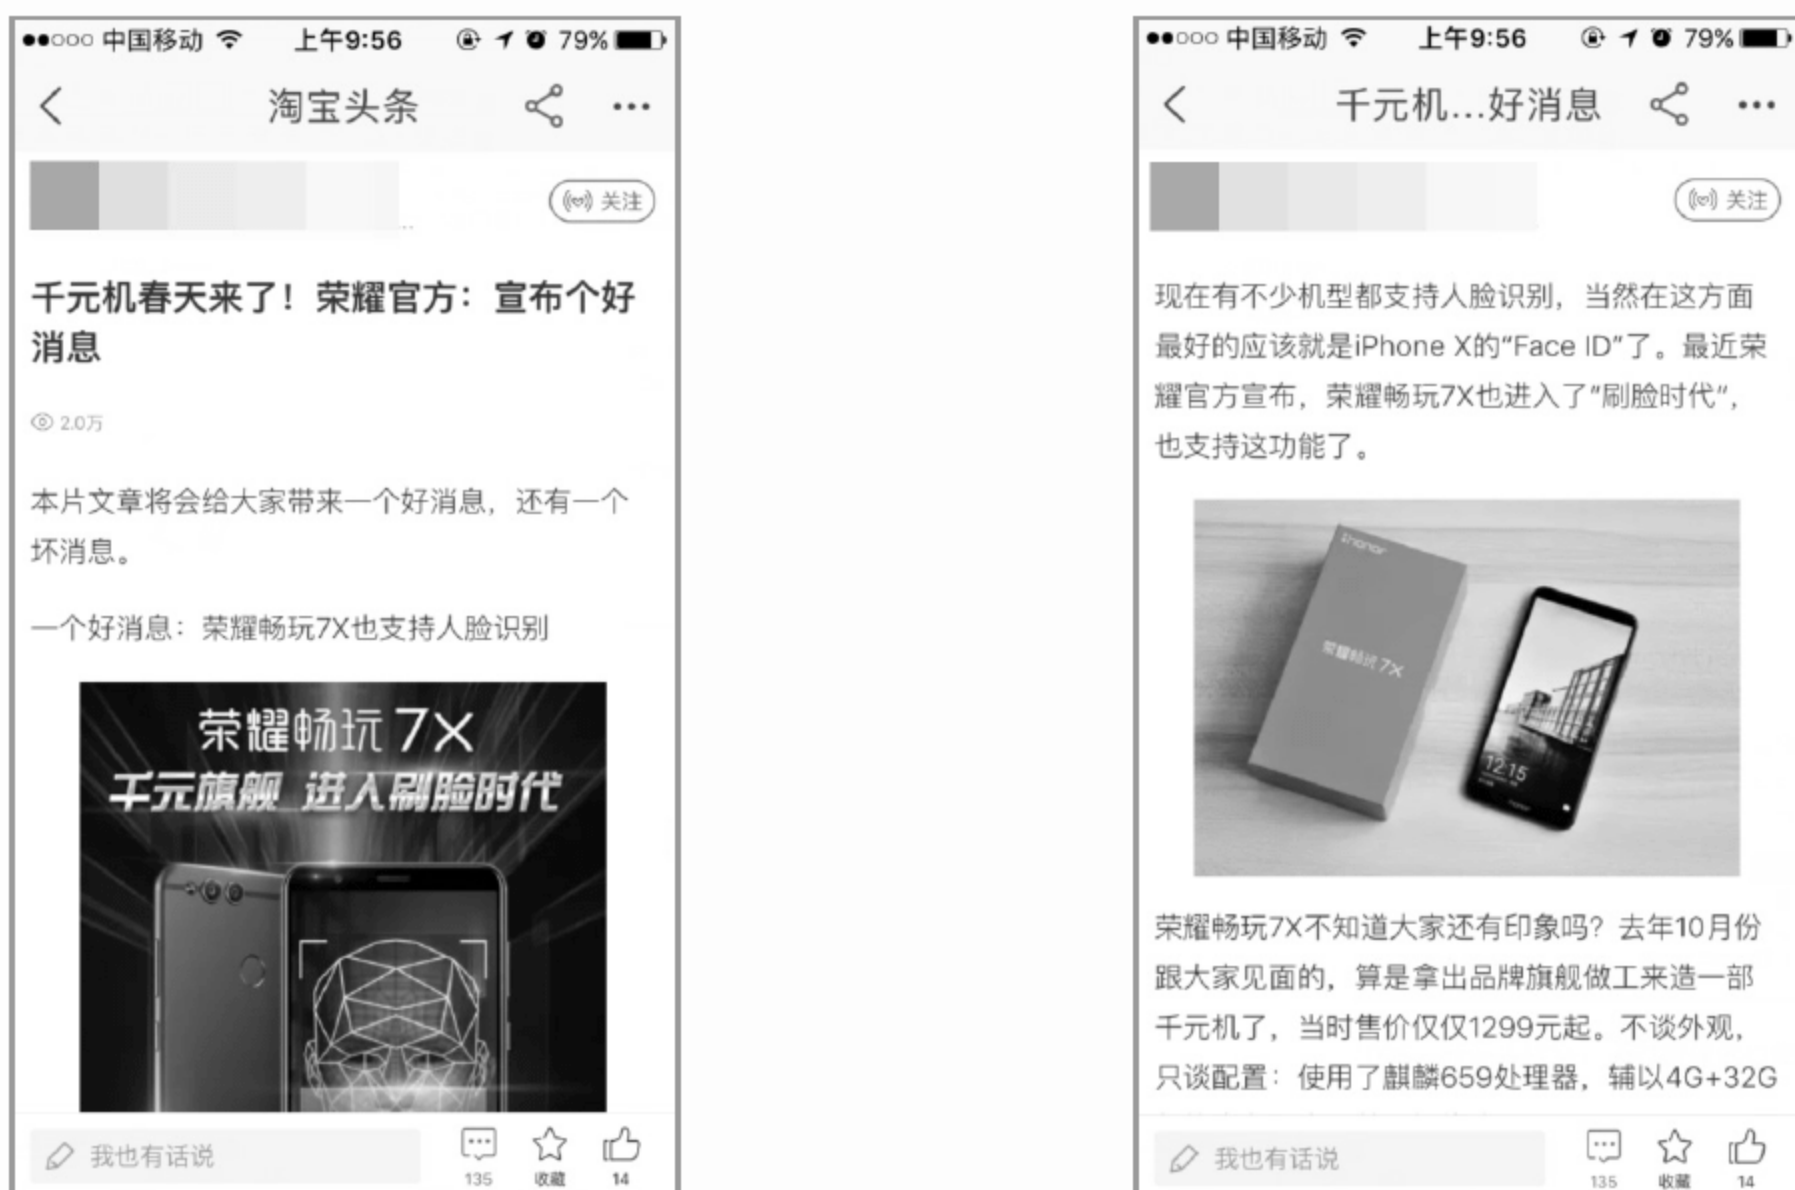 中国移动 上午9:56 79%
淘宝头条
关注
千元机春天来了！荣耀官方：宣布个好
消息
2.0万
本片文章将会给大家带来一个好消息，还有一个
坏消息。
一个好消息：荣耀畅玩7X也支持人脸识别
荣耀畅玩 7X
千元旗舰 进入刷脸时代
我也有话说
135 收藏 14
中国移动 上午9:56 79%
千元机...好消息
关注
现在有不少机型都支持人脸识别，当然在这方面
最好的应该就是iPhone X的“Face ID”了。最近荣
耀官方宣布，荣耀畅玩7X也进入了“刷脸时代”，
也支持这功能了。
honor
荣耀畅玩 7X
12:15
honor
荣耀畅玩7X不知道大家还有印象吗？去年10月份
跟大家见面的，算是拿出品牌旗舰做工来造一部
千元机了，当时售价仅仅1299元起。不谈外观，
只谈配置：使用了麒麟659处理器，辅以4G+32G
我也有话说
135 收藏 14